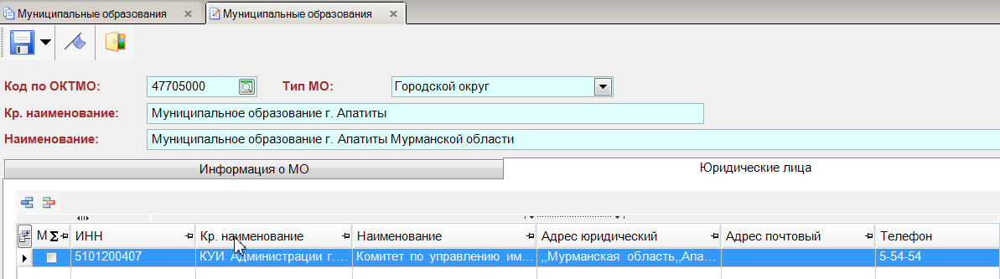 Муниципальные образования Муниципальные образования
Код по ОКТМО: 47705000 Тип МО: Городской округ
Кр. наименование: Муниципальное образование г. Апатиты
Наименование: Муниципальное образование г. Апатиты Мурманской области
Информация о МО Юридические лица
М Σ ИНН Кр. наименование Наименование Адрес юридический Адрес почтовый Телефон
5101200407 КУИ Администрации г.... Комитет по управлению им... ,,Мурманская область,,Апа... 5-54-54